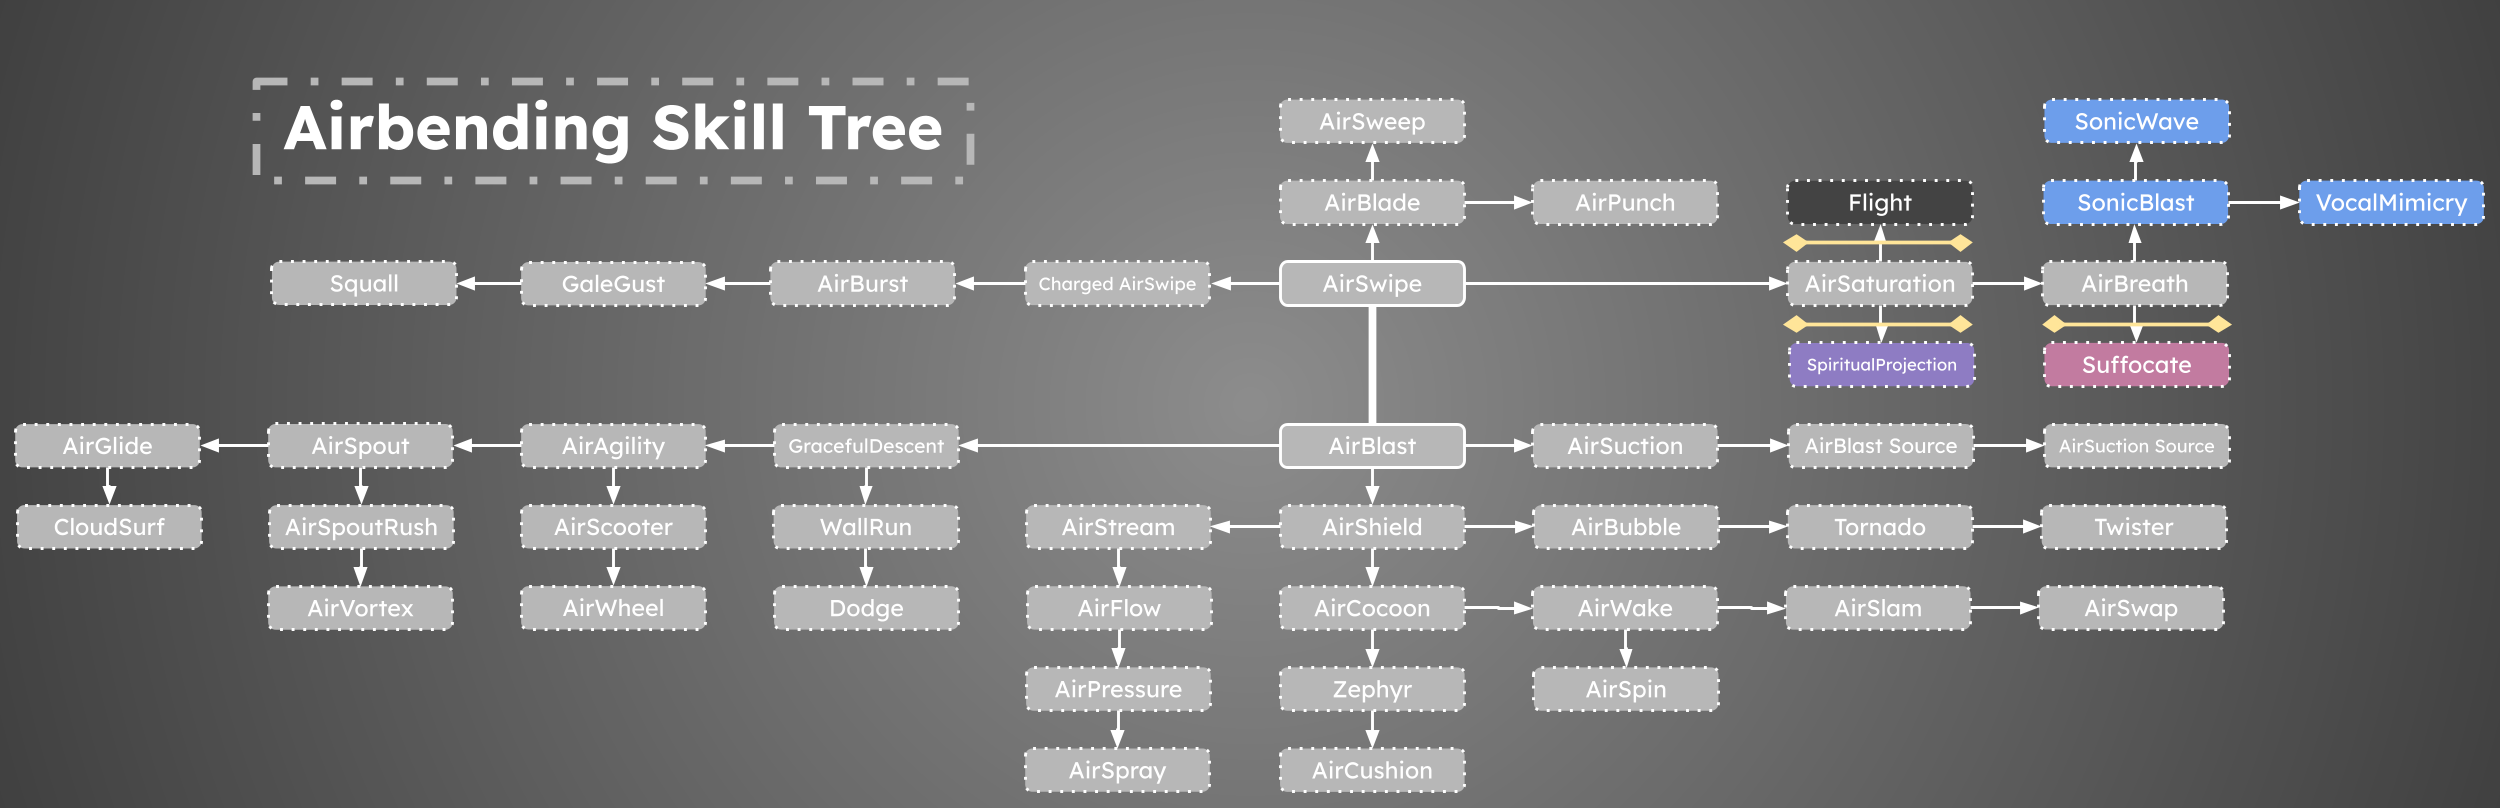 Airbending Skill Tree
AirSweep
SonicWave
AirBlade
AirPunch
Flight
SonicBlast
VocalMimicry
Squall
GaleGust
AirBurst
Charged AirSwipe
AirSwipe
AirSaturation
AirBreath
SpiritualProjection
Suffocate
AirGlide
AirSpout
AirAgility
GracefulDescent
AirBlast
AirSuction
AirBlast Source
AirSuction Source
CloudSurf
AirSpoutRush
AirScooter
WallRun
AirStream
AirShield
AirBubble
Tornado
Twister
AirVortex
AirWheel
Dodge
AirFlow
AirCocoon
AirWake
AirSlam
AirSwap
AirPressure
Zephyr
AirSpin
AirSpray
AirCushion